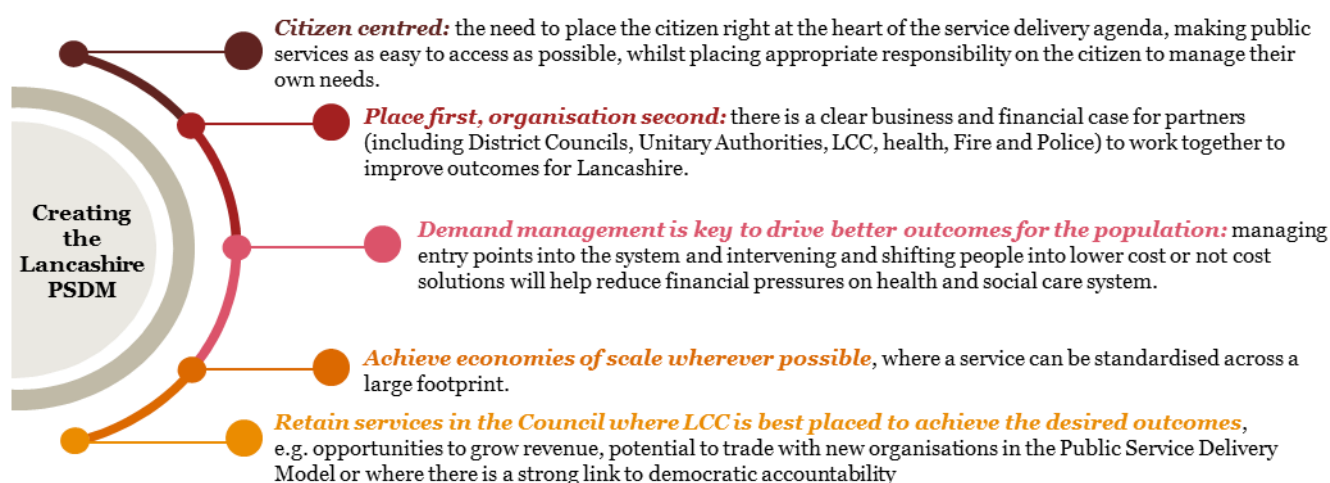 Citizen centred: the need to place the citizen right at the heart of the service delivery agenda, making public
services as easy to access as possible, whilst placing appropriate responsibility on the citizen to manage their
own needs.
Place first, organisation second: there is a clear business and financial case for partners
(including District Councils, Unitary Authorities, LCC, health, Fire and Police) to work together to
improve outcomes for Lancashire.
Creating
the
Lancashire
PSDM
Demand management is key to drive better outcomes for the population: managing
entry points into the system and intervening and shifting people into lower cost or not cost
solutions will help reduce financial pressures on health and social care system.
Achieve economies of scale wherever possible, where a service can be standardised across a
large footprint.
Retain services in the Council where LCC is best placed to achieve the desired outcomes,
e.g. opportunities to grow revenue, potential to trade with new organisations in the Public Service Delivery
Model or where there is a strong link to democratic accountability